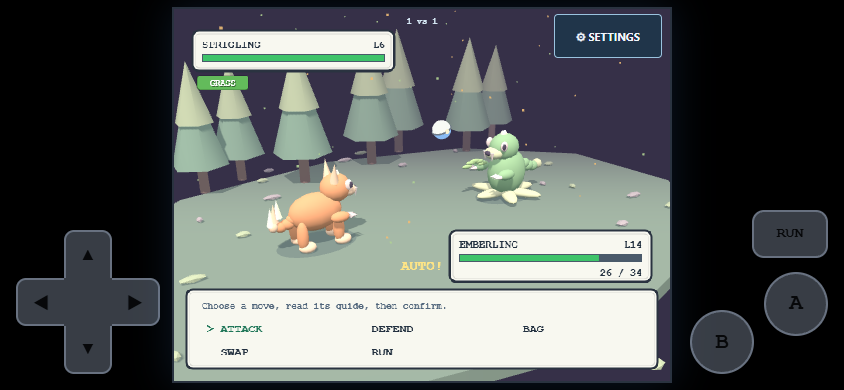 1 vs 1
SPRIGLING L6
GRASS
⚙ SETTINGS
AUTO!
EMBERLING L14
26 / 34
Choose a move, read its guide, then confirm.
> ATTACK DEFEND BAG
SWAP RUN
RUN
A
B